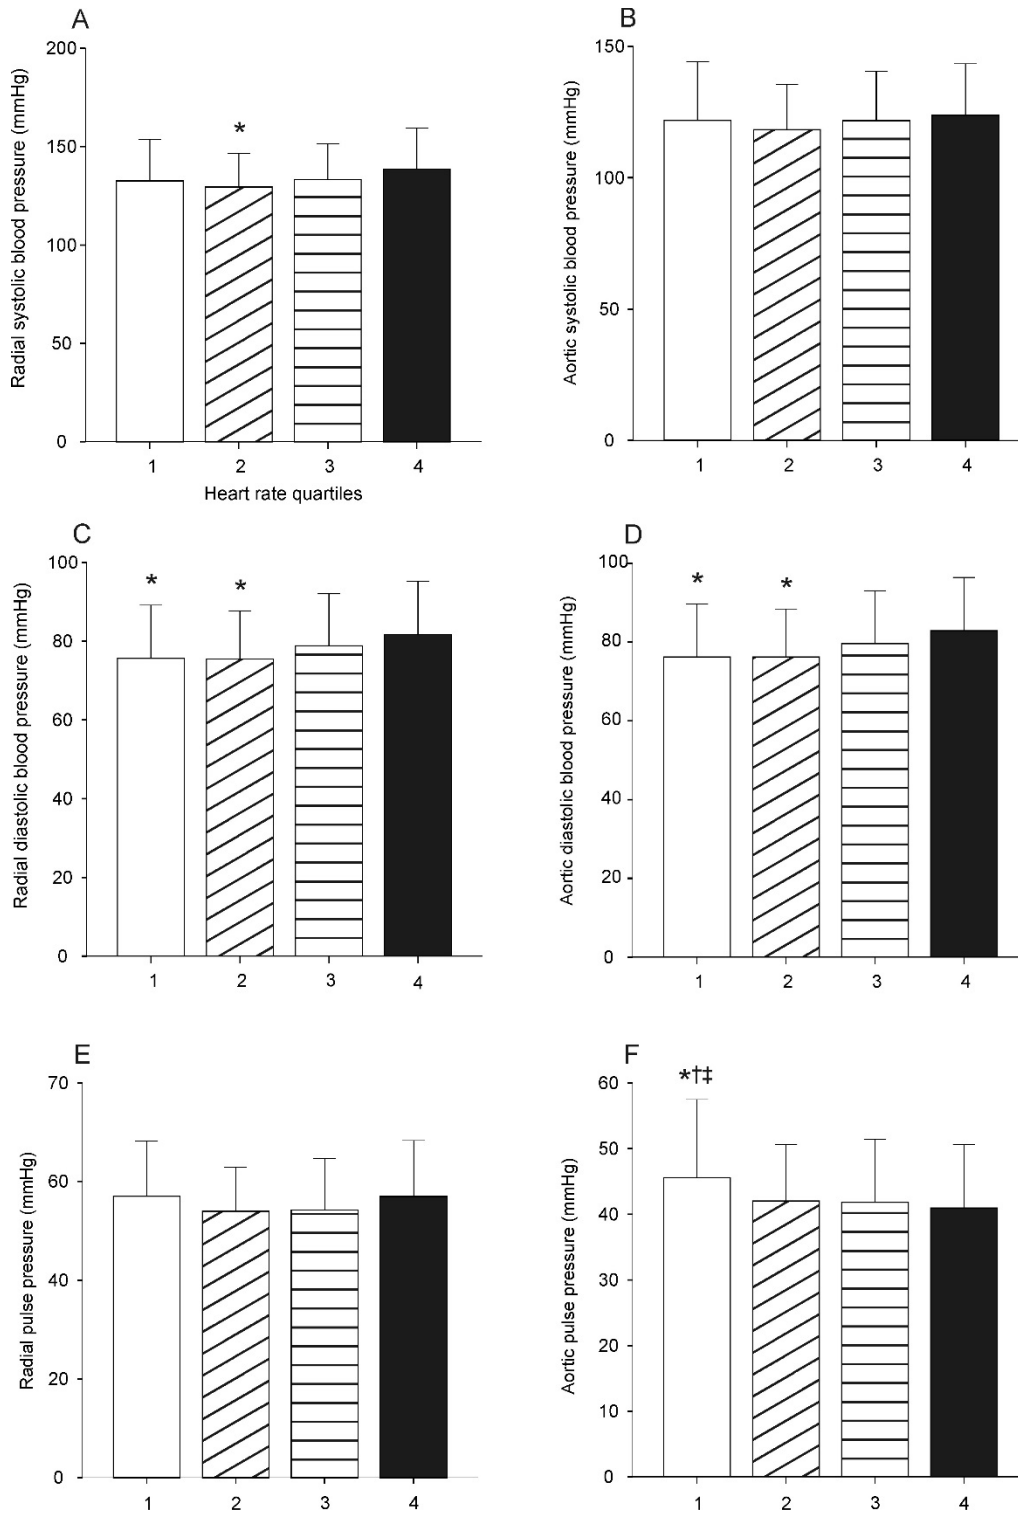 A
Radial systolic blood pressure (mmHg)
200
150
100
50
0
*
1 2 3 4
Heart rate quartiles
B
Aortic systolic blood pressure (mmHg)
150
100
50
0
1 2 3 4
C
Radial diastolic blood pressure (mmHg)
100
80
60
40
20
0
* *
1 2 3 4
D
Aortic diastolic blood pressure (mmHg)
100
80
60
40
20
0
* *
1 2 3 4
E
Radial pulse pressure (mmHg)
70
60
40
20
0
1 2 3 4
F
Aortic pulse pressure (mmHg)
60
50
40
30
20
10
0
*†‡
1 2 3 4